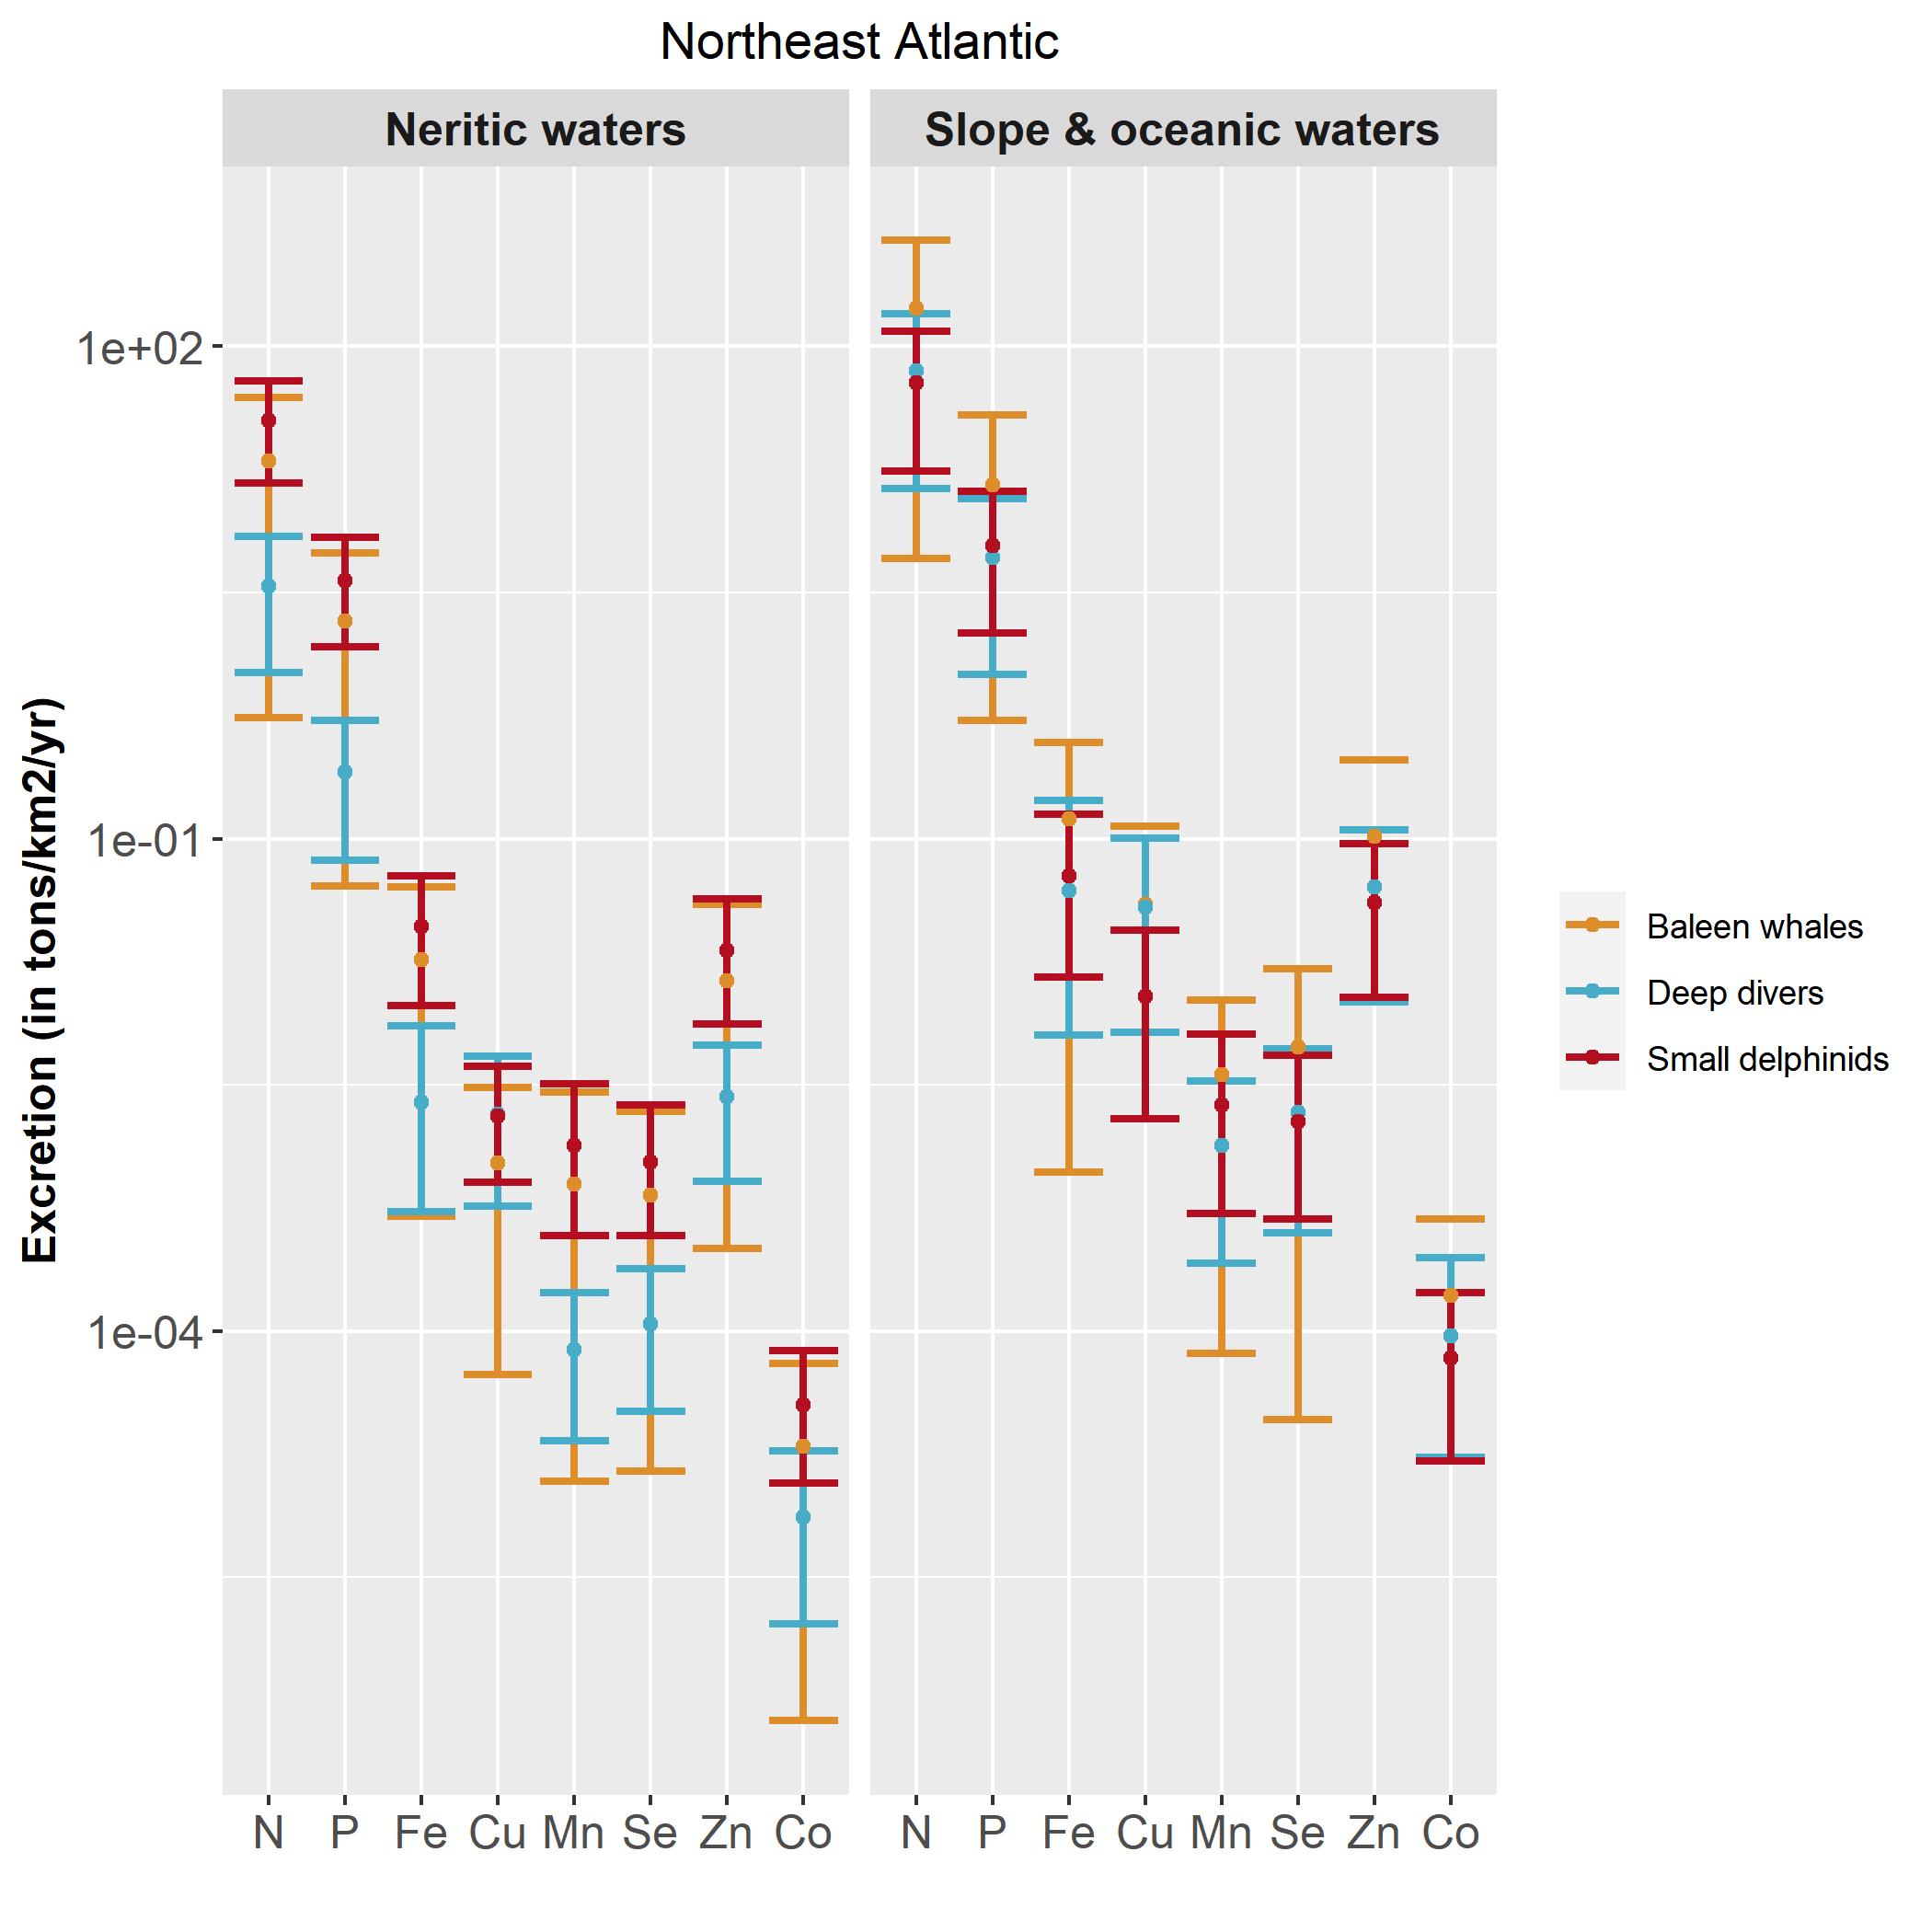 Northeast Atlantic
Neritic waters
Slope & oceanic waters
Excretion (in tons/km2/yr)
1e+02
1e-01
1e-04
N P Fe Cu Mn Se Zn Co
N P Fe Cu Mn Se Zn Co
Baleen whales
Deep divers
Small delphinids